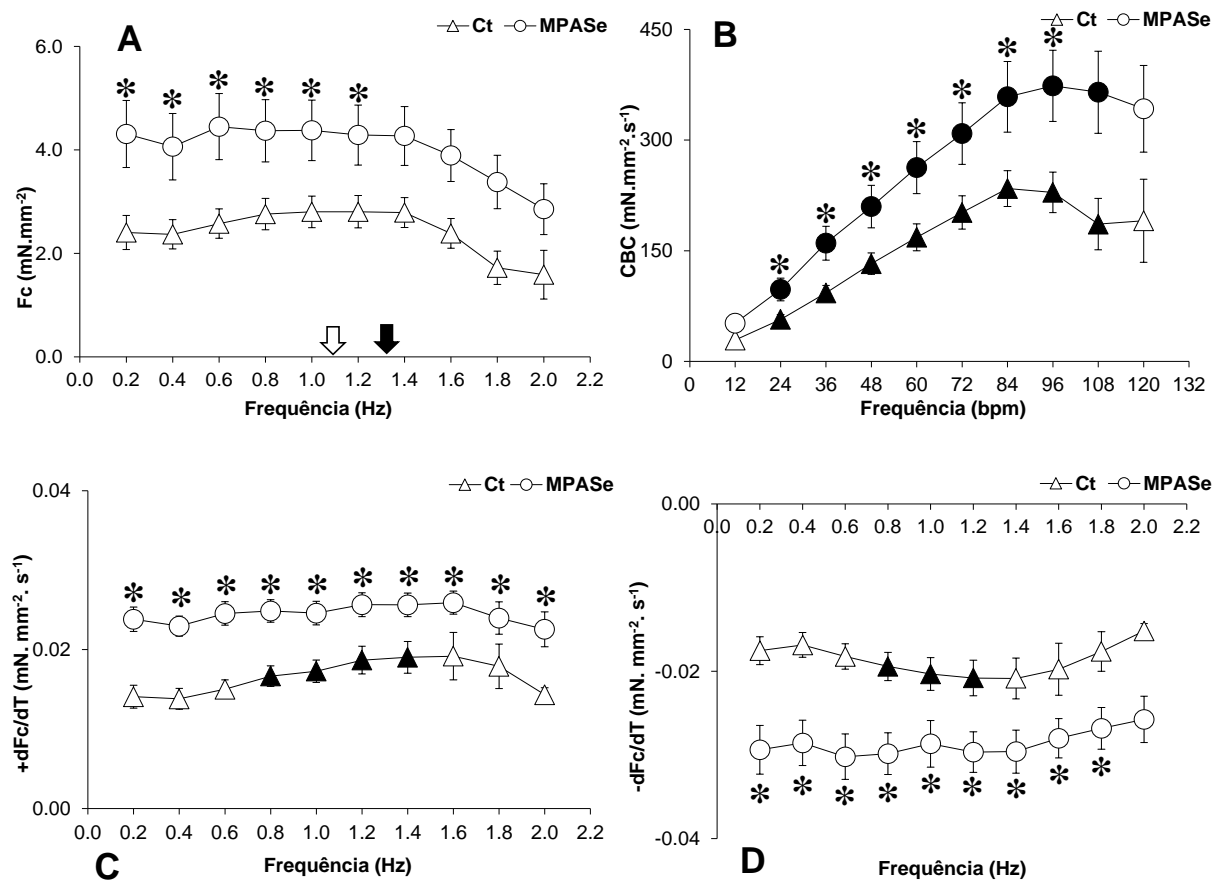 A
Ct MPASe
6.0
4.0
2.0
0.0
Fc (mN.mm-2)
* * * * * *
0.0 0.2 0.4 0.6 0.8 1.0 1.2 1.4 1.6 1.8 2.0 2.2
Frequência (Hz)
B
Ct MPASe
450
300
150
0
CBC (mN.mm-2.s-1)
* * * * * * * *
0 12 24 36 48 60 72 84 96 108 120 132
Frequência (bpm)
Ct MPASe
0.04
0.02
0.00
+dFc/dT (mN. mm-2. s-1)
* * * * * * * * * *
0.0 0.2 0.4 0.6 0.8 1.0 1.2 1.4 1.6 1.8 2.0 2.2
C
Frequência (Hz)
Ct MPASe
0.00
-0.02
-0.04
-dFc/dT (mN. mm-2. s-1)
0.0 0.2 0.4 0.6 0.8 1.0 1.2 1.4 1.6 1.8 2.0 2.2
* * * * * * * * *
D
Frequência (Hz)